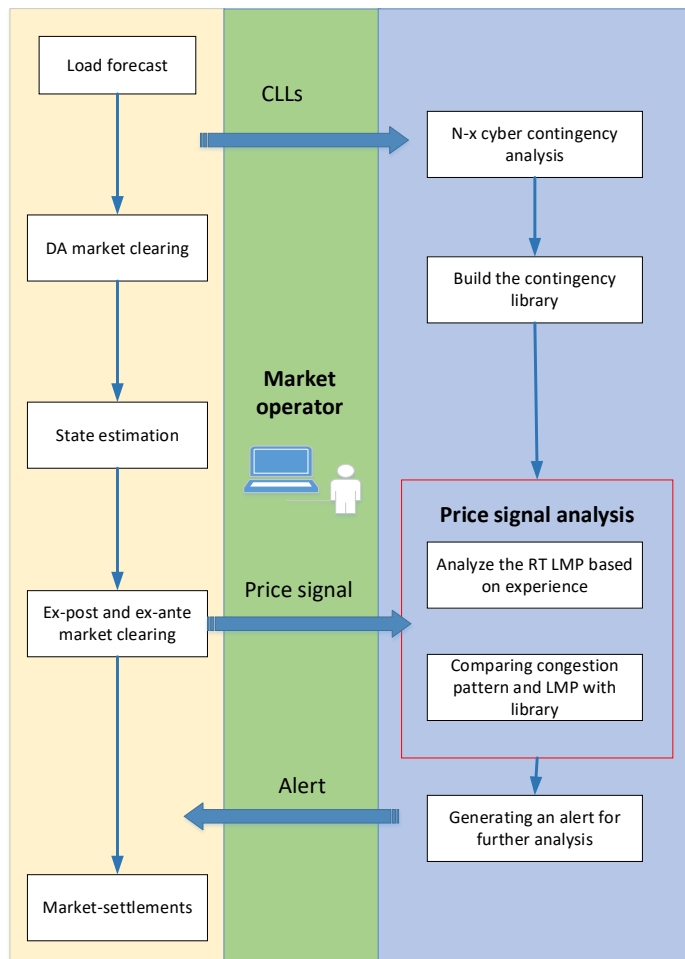 Load forecast
DA market clearing
State estimation
Ex-post and ex-ante
market clearing
Market-settlements
CLLs
Market
operator
Price signal
Alert
N-x cyber contingency
analysis
Build the contingency
library
Price signal analysis
Analyze the RT LMP based
on experience
Comparing congestion
pattern and LMP with
library
Generating an alert for
further analysis